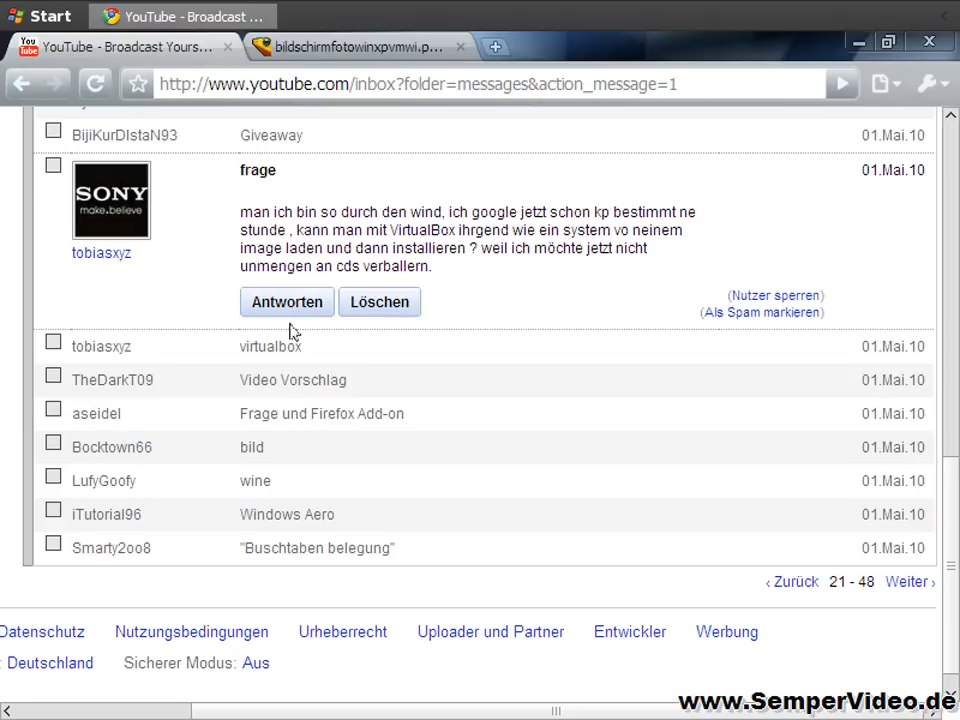 Start YouTube - Broadcast ...
YouTube - Broadcast Yours... bildschirmfotowinxpvmwi.p...
http://www.youtube.com/inbox?folder=messages&action_message=1
BijiKurDIstaN93 Giveaway 01.Mai.10
frage 01.Mai.10
SONY
make.believe
tobiasxyz
man ich bin so durch den wind, ich google jetzt schon kp bestimmt ne
stunde , kann man mit VirtualBox ihrgend wie ein system vo neinem
image laden und dann installieren ? weil ich möchte jetzt nicht
unmengen an cds verballern.
Antworten Löschen
(Nutzer sperren)
(Als Spam markieren)
tobiasxyz virtualbox 01.Mai.10
TheDarkT09 Video Vorschlag 01.Mai.10
aseidel Frage und Firefox Add-on 01.Mai.10
Bocktown66 bild 01.Mai.10
LufyGoofy wine 01.Mai.10
iTutorial96 Windows Aero 01.Mai.10
Smarty2oo8 "Buschtaben belegung" 01.Mai.10
‹ Zurück 21 - 48 Weiter ›
Datenschutz Nutzungsbedingungen Urheberrecht Uploader und Partner Entwickler Werbung
: Deutschland Sicherer Modus: Aus
www.SemperVideo.de